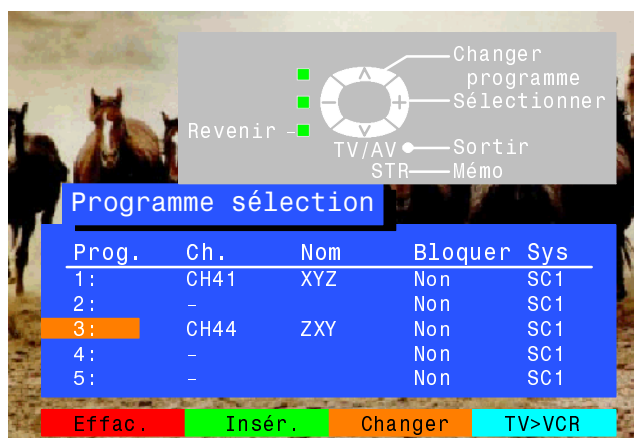 Changer
programme
Sélectionner
Revenir
TV/AV Sortir
STR Mémo
Programme sélection
Prog. Ch. Nom Bloquer Sys
1: CH41 XYZ Non SC1
2: - Non SC1
3: CH44 ZXY Non SC1
4: - Non SC1
5: - Non SC1
Effac. Insér. Changer TV>VCR